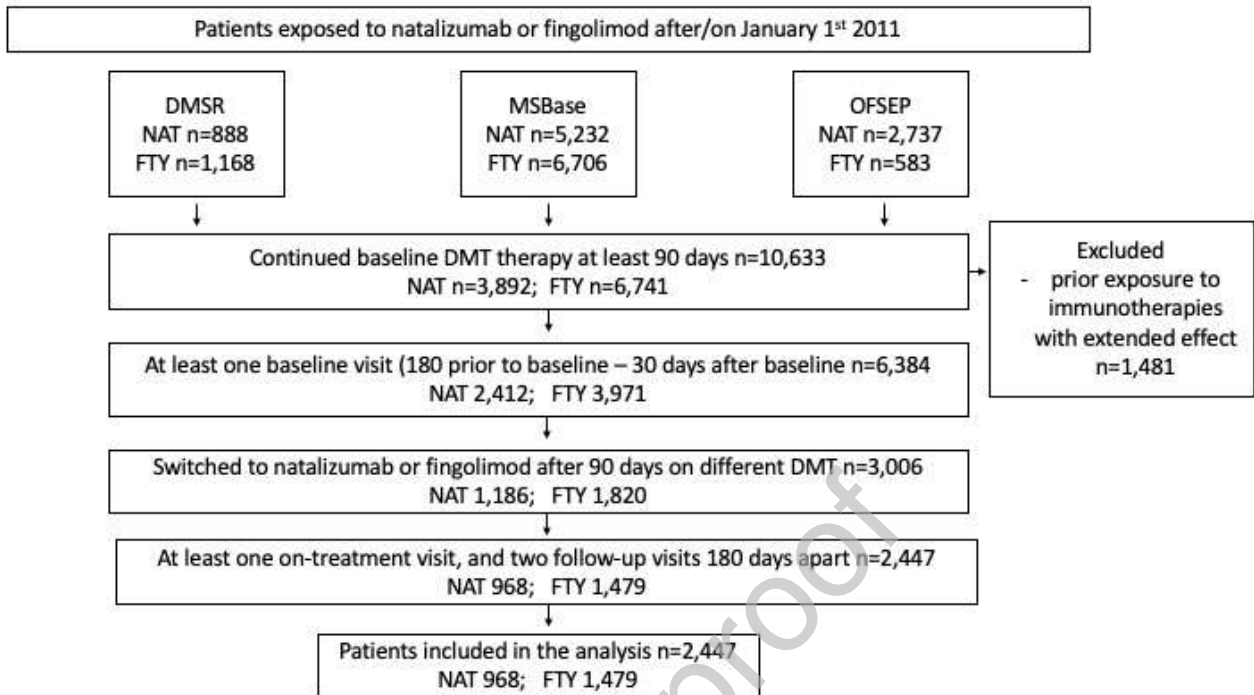 Patients exposed to natalizumab or fingolimod after/on January 1st 2011
DMSR
NAT n=888
FTY n=1,168
MSBase
NAT n=5,232
FTY n=6,706
OFSEP
NAT n=2,737
FTY n=583
Continued baseline DMT therapy at least 90 days n=10,633
NAT n=3,892; FTY n=6,741
Excluded
- prior exposure to
immunotherapies
with extended effect
n=1,481
At least one baseline visit (180 prior to baseline – 30 days after baseline n=6,384
NAT 2,412; FTY 3,971
Switched to natalizumab or fingolimod after 90 days on different DMT n=3,006
NAT 1,186; FTY 1,820
At least one on-treatment visit, and two follow-up visits 180 days apart n=2,447
NAT 968; FTY 1,479
Patients included in the analysis n=2,447
NAT 968; FTY 1,479
proof